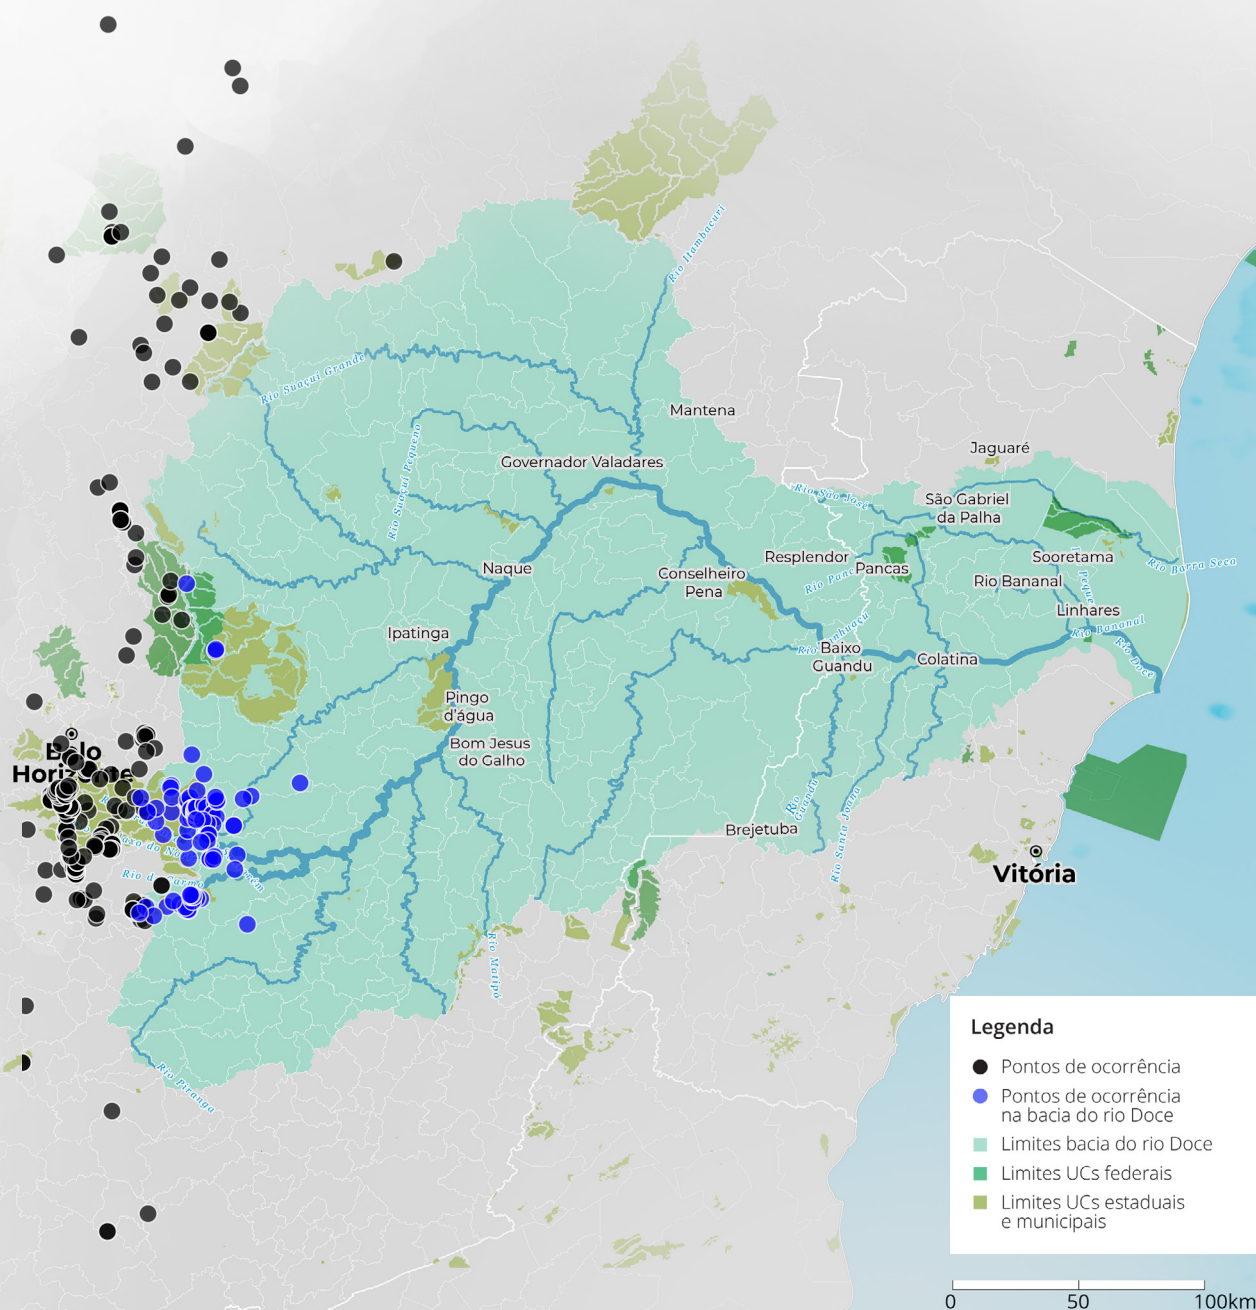 Rio Itambacuri
Rio Suaçuí Grande
Mantena
Rio Suaçuí Pequeno
Governador Valadares
Jaguaré
Rio São José
São Gabriel
da Palha
Resplendor
Sooretama
Rio Barra Seca
Naque
Conselheiro
Pena
Pancas
Rio Bananal
Linhares
Rio Bananal
Rio Doce
Ipatinga
Baixo
Guandu
Colatina
Pingo
d'água
Bom Jesus
do Galho
Belo
Horizonte
Rio
Guandu
Rio Santa Joana
Brejetuba
Vitória
Rio Matipó
Rio Piranga
Legenda
Pontos de ocorrência
Pontos de ocorrência
na bacia do rio Doce
Limites bacia do rio Doce
Limites UCs federais
Limites UCs estaduais
e municipais
0 50 100km